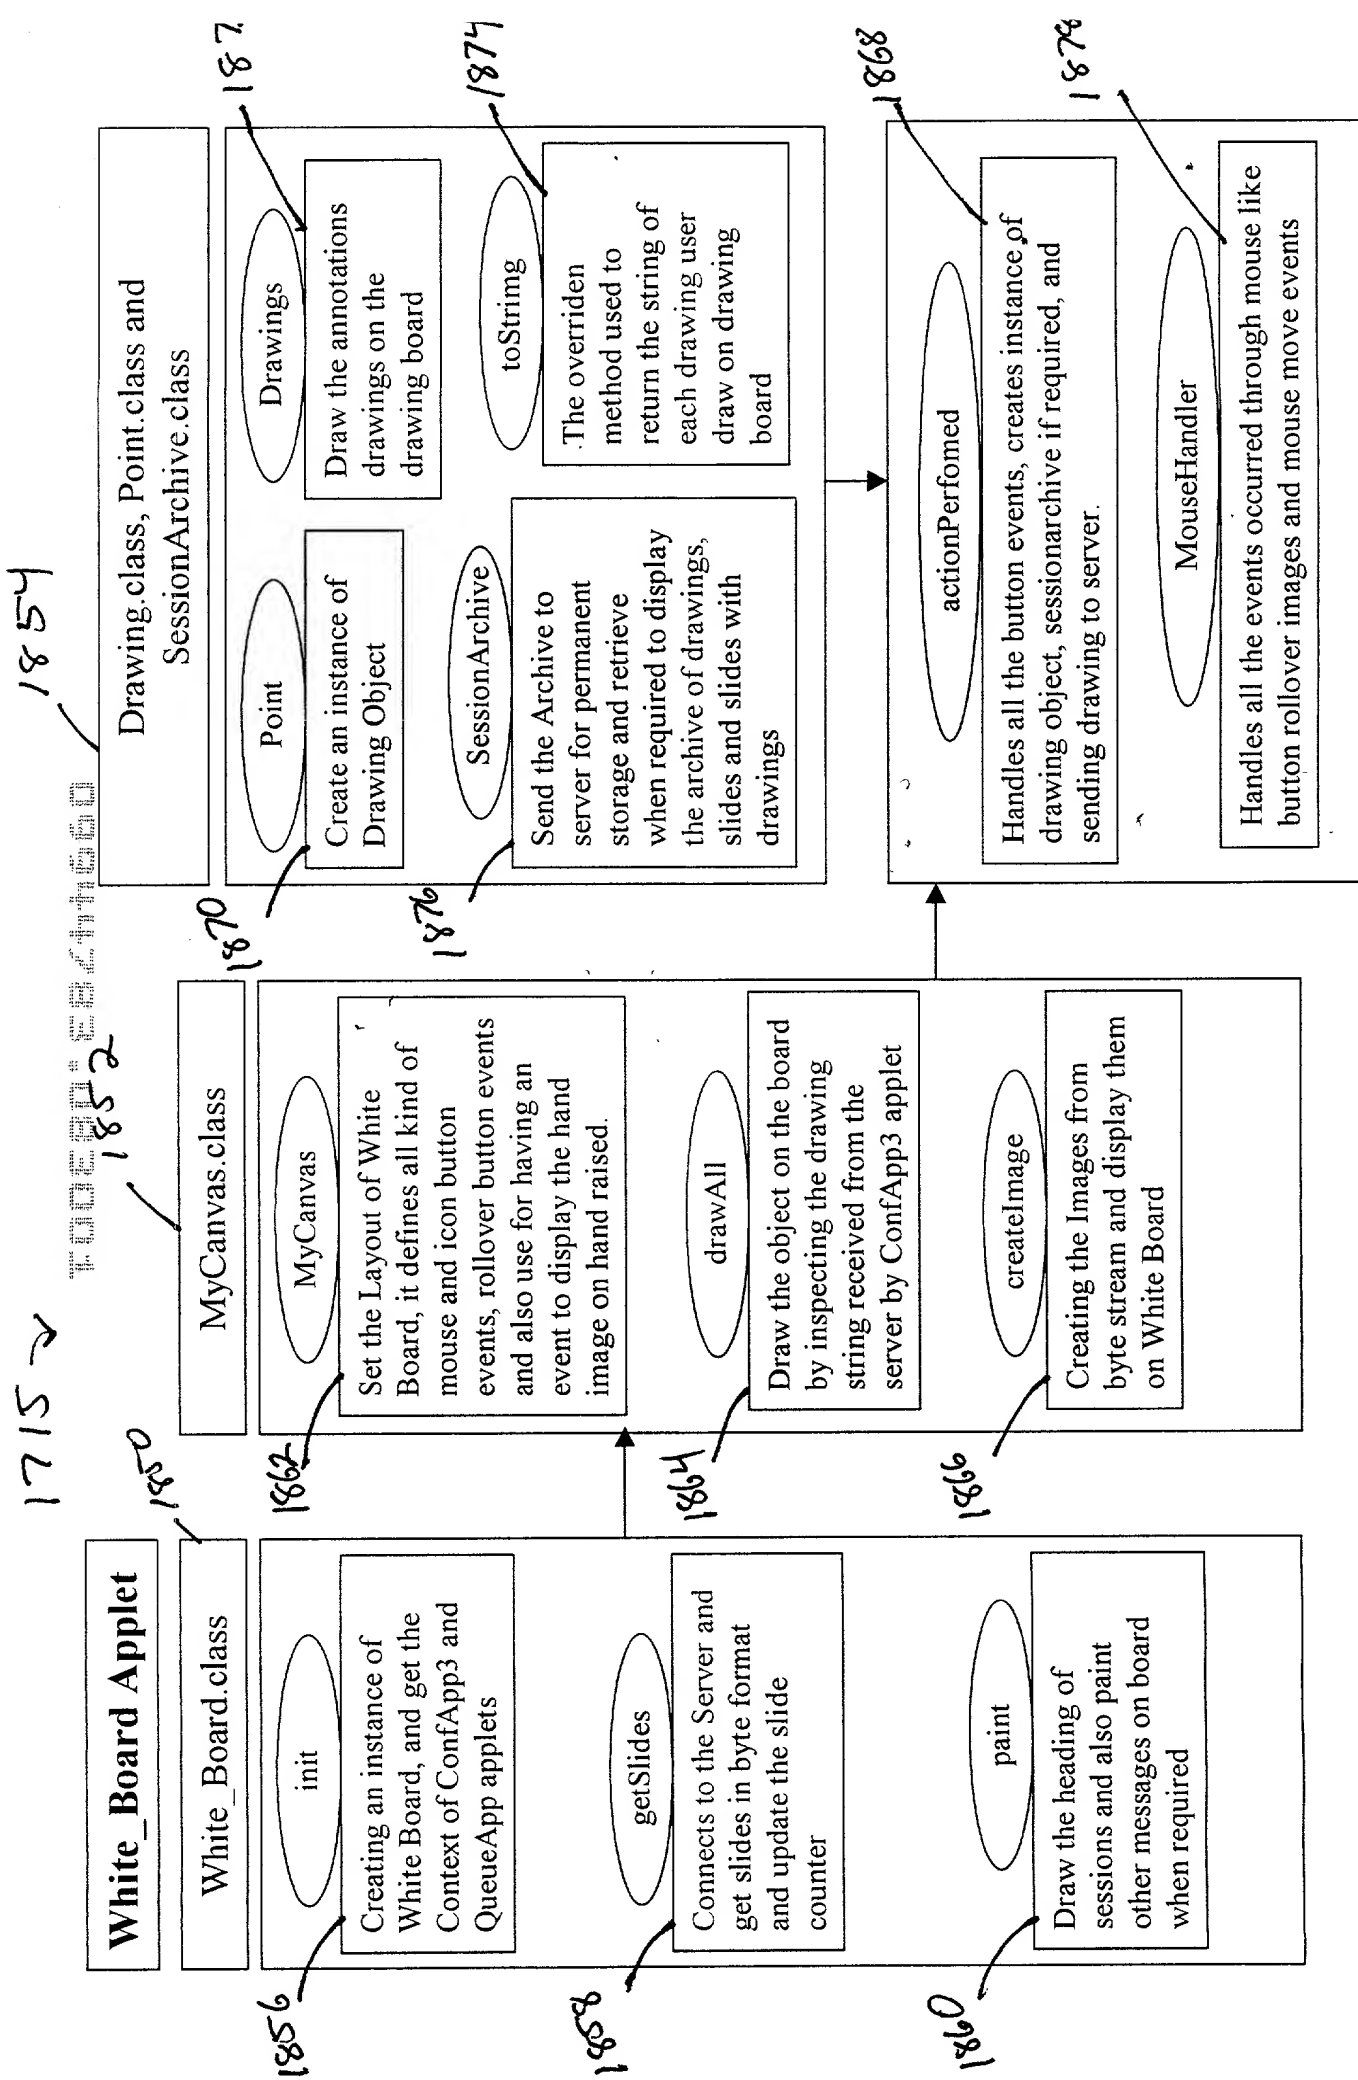 1715
White_Board Applet
1850
White_Board.class
init
1856
Creating an instance of
White Board, and get the
Context of ConfApp3 and
QueueApp applets
getSlides
1858
Connects to the Server and
get slides in byte format
and update the slide
counter
paint
1860
Draw the heading of
sessions and also paint
other messages on board
when required
1852
MyCanvas.class
MyCanvas
1862
Set the Layout of White
Board, it defines all kind of
mouse and icon button
events, rollover button events
and also use for having an
event to display the hand
image on hand raised.
drawAll
1864
Draw the object on the board
by inspecting the drawing
string received from the
server by ConfApp3 applet
createImage
1866
Creating the Images from
byte stream and display them
on White Board
1854
Drawing.class, Point.class and
SessionArchive.class
Point
1870
Create an instance of
Drawing Object
Drawings
187
Draw the annotations
drawings on the
drawing board
SessionArchive
1876
Send the Archive to
server for permanent
storage and retrieve
when required to display
the archive of drawings,
slides and slides with
drawings
toStrimg
1874
The overriden
method used to
return the string of
each drawing user
draw on drawing
board
actionPerfomed
1868
Handles all the button events, creates instance of
drawing object, sessionarchive if required, and
sending drawing to server.
MouseHandler
1878
Handles all the events occurred through mouse like
button rollover images and mouse move events